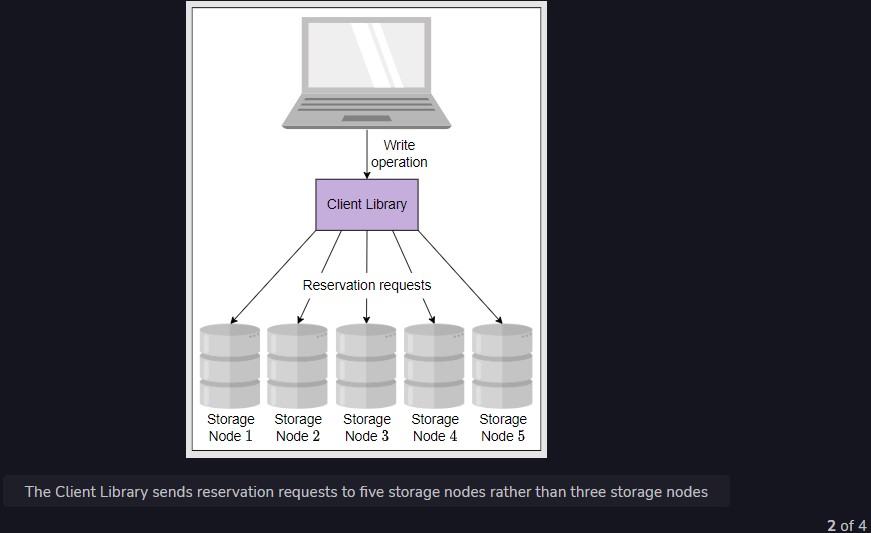 Write
operation
Client Library
Reservation requests
Storage
Node 1
Storage
Node 2
Storage
Node 3
Storage
Node 4
Storage
Node 5
The Client Library sends reservation requests to five storage nodes rather than three storage nodes
2 of 4